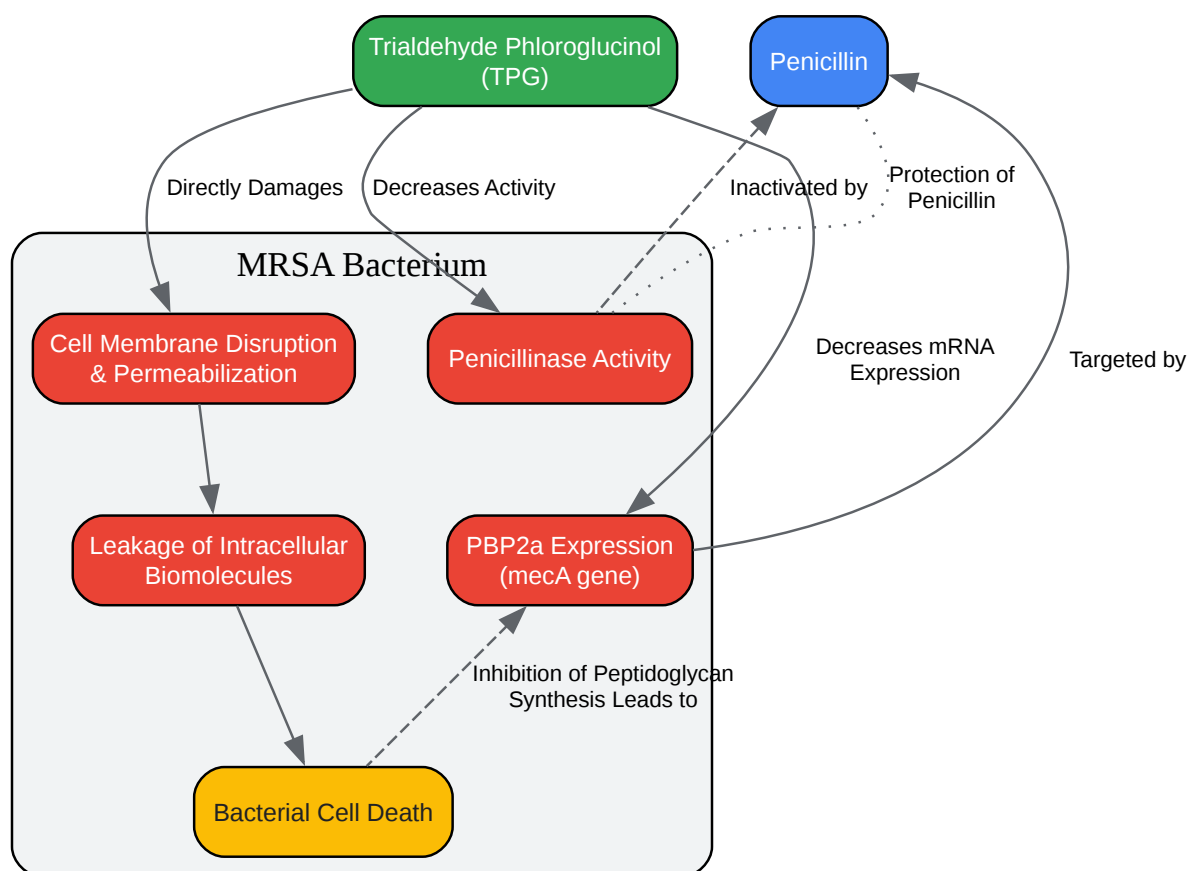 Trialdehyde Phloroglucinol
(TPG)
Penicillin
Directly Damages
Decreases Activity
Inactivated by
Protection of
Penicillin
MRSA Bacterium
Cell Membrane Disruption
& Permeabilization
Penicillinase Activity
Decreases mRNA
Expression
Targeted by
Leakage of Intracellular
Biomolecules
PBP2a Expression
(mecA gene)
Inhibition of Peptidoglycan
Synthesis Leads to
Bacterial Cell Death